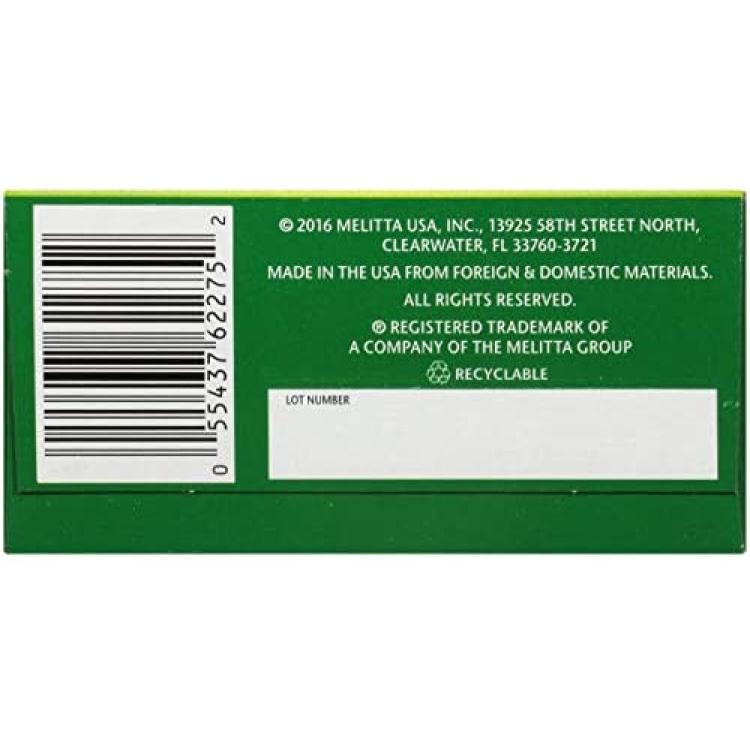 © 2016 MELITTA USA, INC., 13925 58TH STREET NORTH,
CLEARWATER, FL 33760-3721
MADE IN THE USA FROM FOREIGN & DOMESTIC MATERIALS.
ALL RIGHTS RESERVED.
® REGISTERED TRADEMARK OF
A COMPANY OF THE MELITTA GROUP
RECYCLABLE
LOT NUMBER
0 55437 62275 2